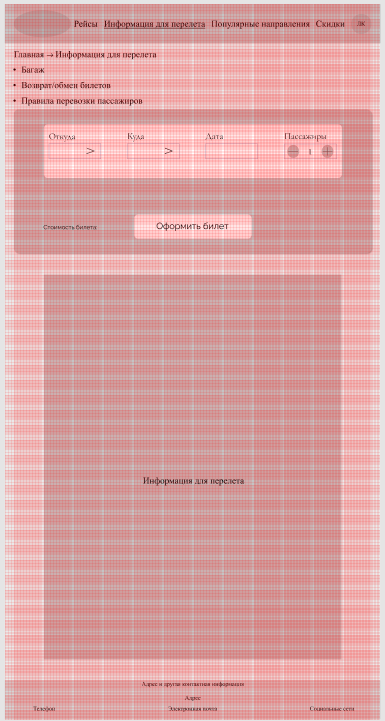 Рейсы Информация для перелета Популярные направления Скидки ЛК
Главная → Информация для перелета
• Багаж
• Возврат/обмен билетов
• Правила перевозки пассажиров
Откуда Куда Дата Пассажиры
> > — 1 +
Стоимость билета: Оформить билет
Информация для перелета
Адрес и другая контактная информация
Адрес
Телефон Электронная почта Социальные сети